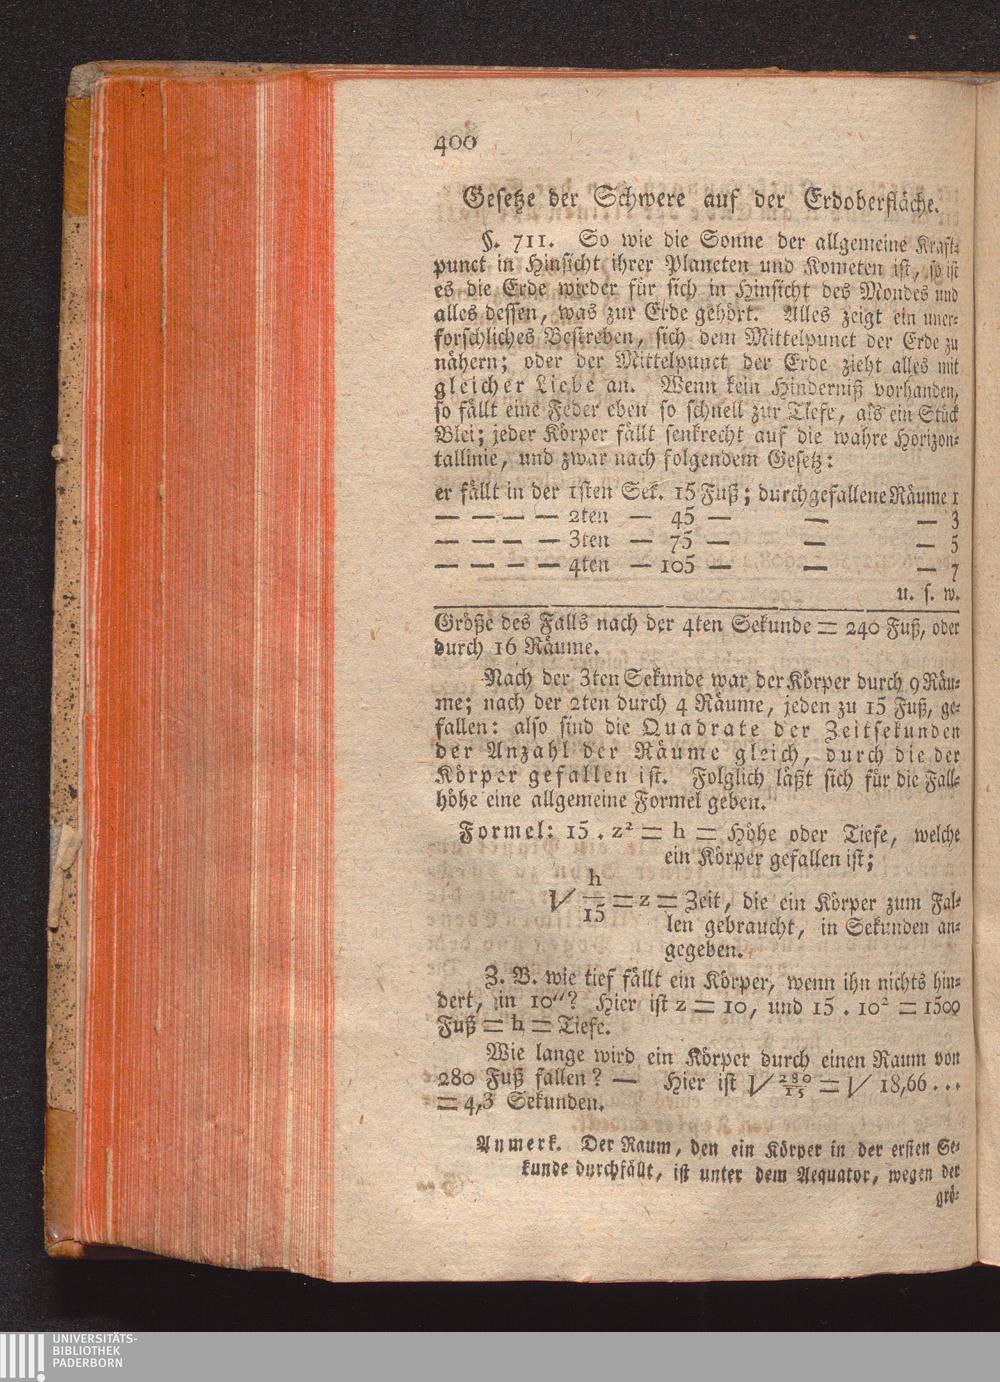 400
Gesetze der Schwere auf der Erdoberfläche.
§. 711. So wie die Sonne der allgemeine Kraft-
punct in Hinsicht ihrer Planeten und Kometen ist, so ist
es die Erde wieder für sich in Hinsicht des Mondes und
alles dessen, was zur Erde gehört. Alles zeigt ein uner-
forschliches Bestreben, sich dem Mittelpunct der Erde zu
nähern; oder der Mittelpunct der Erde zieht alles mit
gleicher Liebe an. Wenn kein Hinderniß vorhanden,
so fällt eine Feder eben so schnell zur Tiefe, als ein Stück
Blei; jeder Körper fällt senkrecht auf die wahre Horizon-
tallinie, und zwar nach folgendem Gesetz:
er fällt in der 1sten Sek. 15 Fuß; durchgefallene Räume 1
— — — — 2ten — 45 — — — 3
— — — — 3ten — 75 — — — 5
— — — — 4ten — 105 — — — 7
u. s. w.
Größe des Falls nach der 4ten Sekunde = 240 Fuß, oder
durch 16 Räume.
Nach der 3ten Sekunde war der Körper durch 9 Räu-
me; nach der 2ten durch 4 Räume, jeden zu 15 Fuß, ge-
fallen: also sind die Quadrate der Zeitsekunden
der Anzahl der Räume gleich, durch die der
Körper gefallen ist. Folglich läßt sich für die Fall-
höhe eine allgemeine Formel geben.
Formel: 15 . z² = h = Höhe oder Tiefe, welche
ein Körper gefallen ist;
√ h/15 = z = Zeit, die ein Körper zum Fal-
len gebraucht, in Sekunden an-
gegeben.
Z. B. wie tief fällt ein Körper, wenn ihn nichts hin-
dert, in 10″? Hier ist z = 10, und 15 . 10² = 1500
Fuß = h = Tiefe.
Wie lange wird ein Körper durch einen Raum von
280 Fuß fallen? — Hier ist √ 280/15 = √ 18,66...
= 4,3 Sekunden.
Anmerk. Der Raum, den ein Körper in der ersten Se-
kunde durchfällt, ist unter dem Aequator, wegen der
grö-
UNIVERSITÄTS-
BIBLIOTHEK
PADERBORN